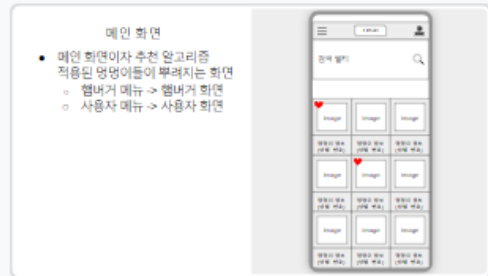 메인 화면
● 메인 화면이자 추천 알고리즘
적용된 멍멍이들이 뿌려지는 화면
○ 햄버거 메뉴 -> 햄버거 화면
○ 사용자 메뉴 -> 사용자 화면
검색 필터
Image Image Image
Image Image Image
Image Image Image